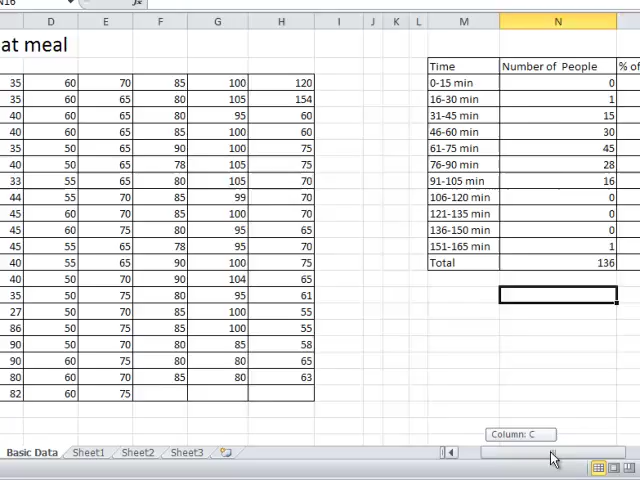 N16 fx
D E F G H I J K L M N
at meal
Time Number of People % of
35 60 70 85 100 120 0-15 min 0
35 60 65 80 105 154 16-30 min 1
40 60 65 80 95 60 31-45 min 15
40 60 65 85 100 60 46-60 min 30
35 50 65 90 100 75 61-75 min 45
40 50 65 78 105 75 76-90 min 28
33 55 65 80 105 70 91-105 min 16
44 55 70 85 99 70 106-120 min 0
45 60 70 85 100 70 121-135 min 0
45 60 65 80 95 65 136-150 min 0
45 55 65 78 95 70 151-165 min 1
40 55 65 90 100 75 Total 136
40 50 70 90 104 65
35 50 75 80 95 61
27 50 70 85 100 55
86 50 75 85 100 55
90 50 70 80 85 58
90 60 75 80 80 65
80 60 70 85 80 63
82 60 75
Column: C
Basic Data Sheet1 Sheet2 Sheet3